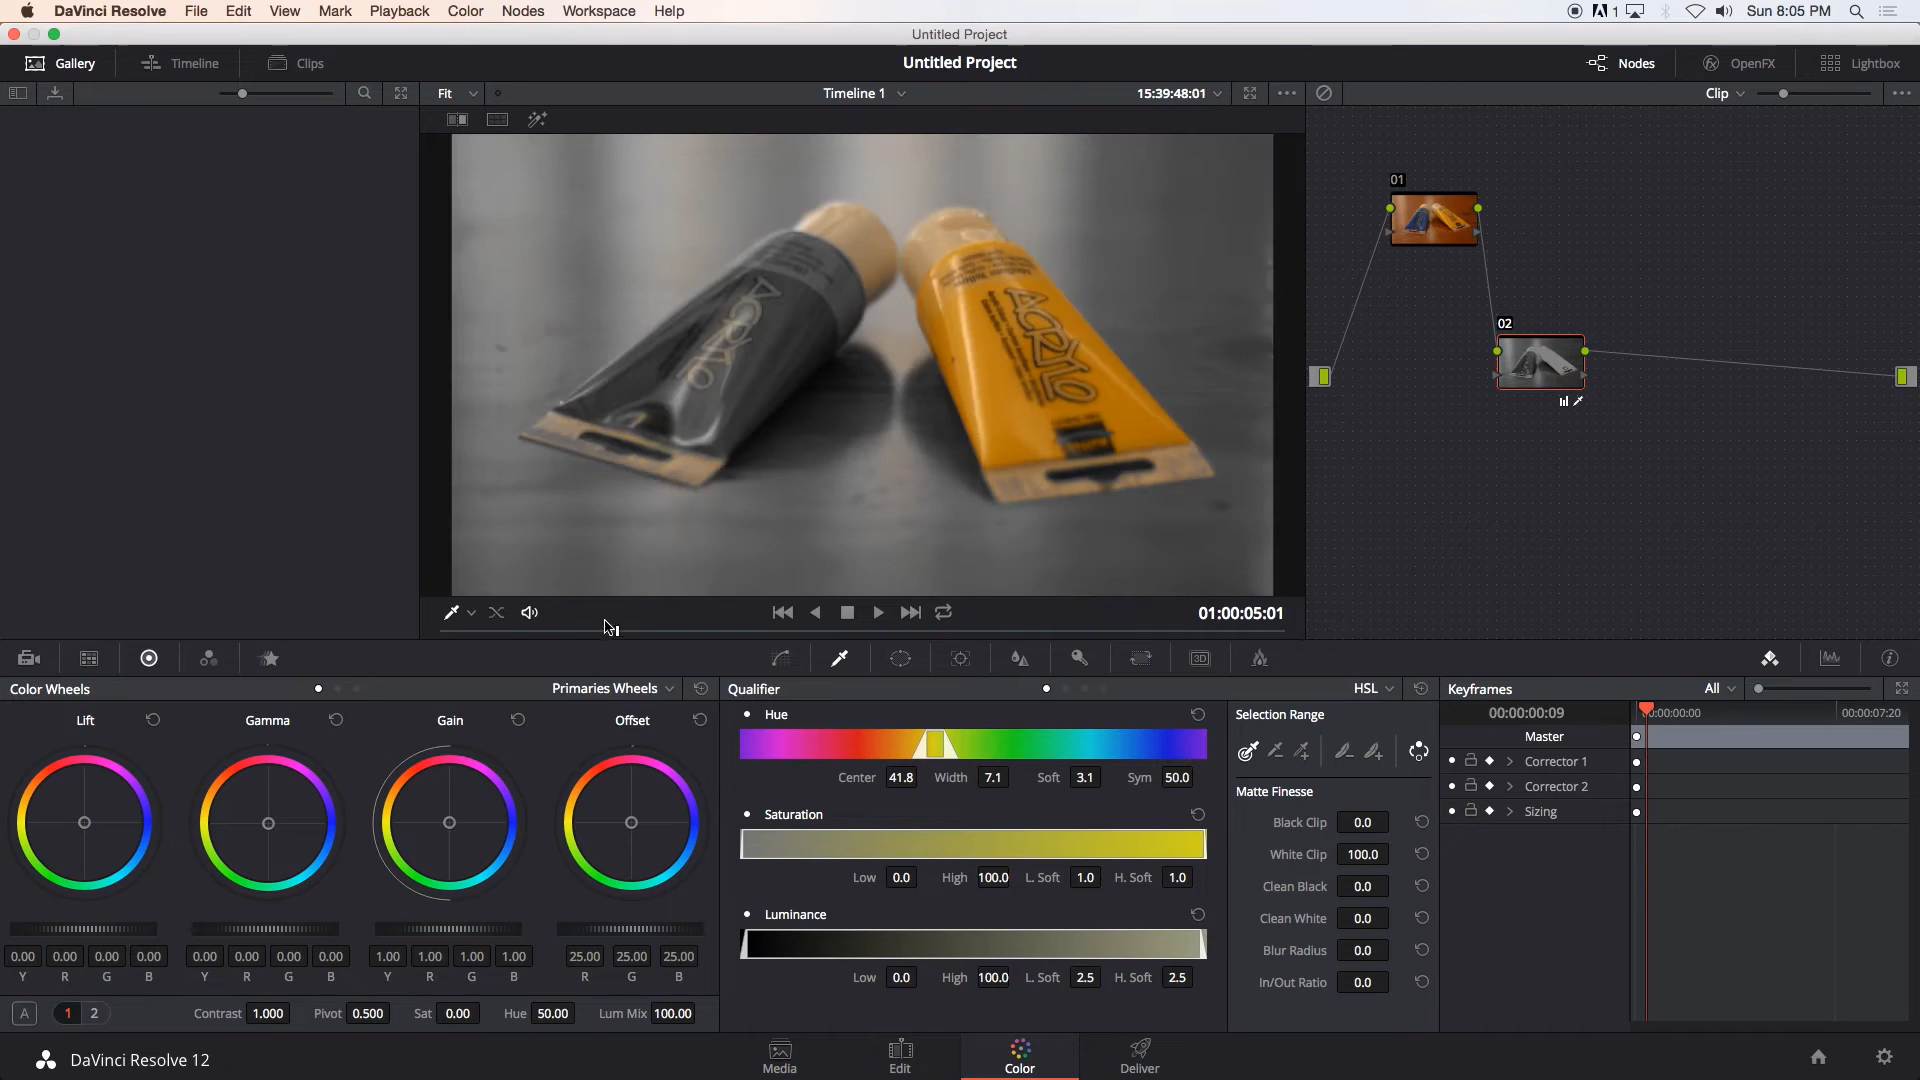 DaVinci Resolve File Edit View Mark Playback Color Nodes Workspace Help
1 Sun 8:05 PM
Untitled Project
Gallery Timeline Clips Untitled Project Nodes OpenFX Lightbox
Fit Timeline 1 15:39:48:01 Clip
01
02
ACRYLO
ACRYLO
01:00:05:01
3D
Color Wheels Primaries Wheels Qualifier HSL Keyframes All
Lift Gamma Gain Offset
Hue
Selection Range
00:00:00:09 00:00:00:00 00:00:07:20
Master
Center 41.8 Width 7.1 Soft 3.1 Sym 50.0
Corrector 1
Matte Finesse
Corrector 2
Saturation
Black Clip 0.0
Sizing
White Clip 100.0
Low 0.0 High 100.0 L. Soft 1.0 H. Soft 1.0
Clean Black 0.0
Luminance
Clean White 0.0
0.00 0.00 0.00 0.00 0.00 0.00 0.00 0.00 1.00 1.00 1.00 1.00 25.00 25.00 25.00
Y R G B Y R G B Y R G B R G B
Blur Radius 0.0
Low 0.0 High 100.0 L. Soft 2.5 H. Soft 2.5
In/Out Ratio 0.0
A 1 2 Contrast 1.000 Pivot 0.500 Sat 0.00 Hue 50.00 Lum Mix 100.00
DaVinci Resolve 12 Media Edit Color Deliver